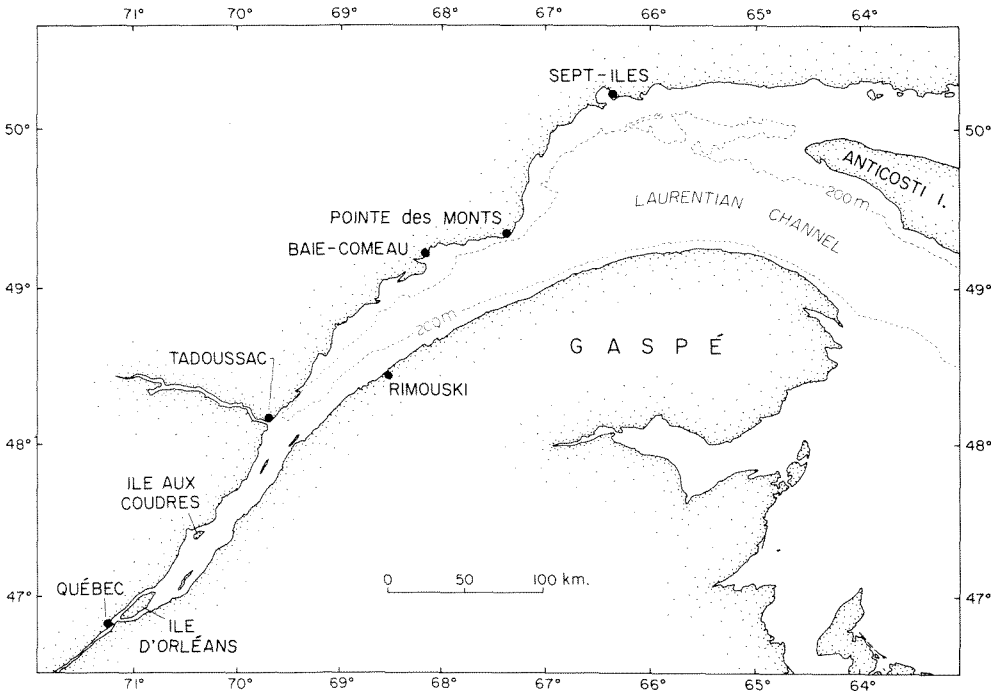 71° 70° 69° 68° 67° 66° 65° 64°
SEPT-ILES
50° 50°
ANTICOSTI I.
200m
LAURENTIAN
CHANNEL
POINTE des MONTS
BAIE-COMEAU
49° 49°
200m
GASPÉ
TADOUSSAC
RIMOUSKI
48° 48°
ILE AUX
COUDRES
0 50 100 km.
QUÉBEC
47° 47°
ILE
D'ORLÉANS
71° 70° 69° 68° 67° 66° 65° 64°